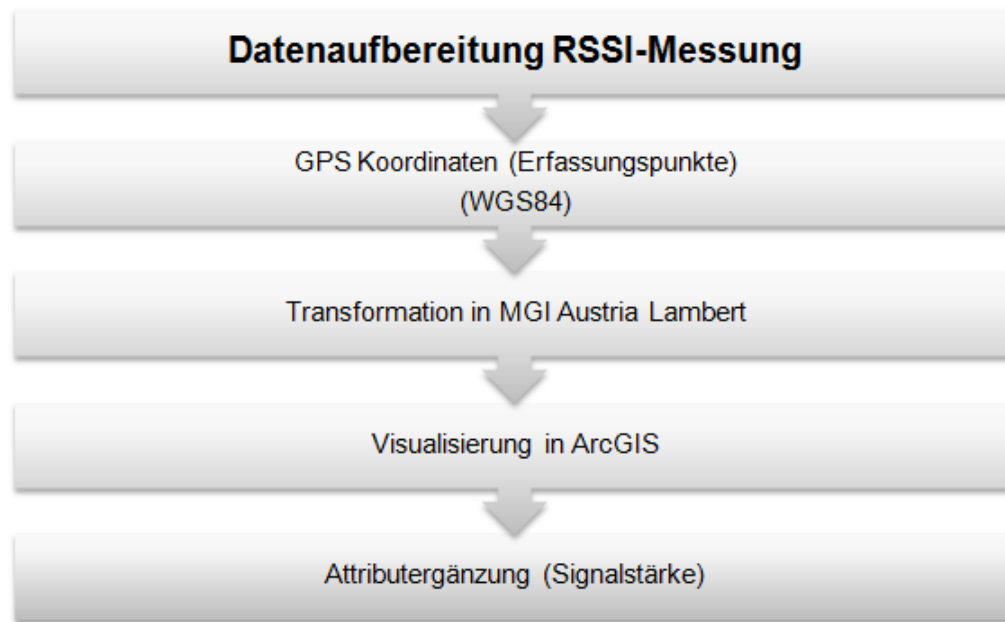 Datenaufbereitung RSSI-Messung
GPS Koordinaten (Erfassungspunkte)
(WGS84)
Transformation in MGI Austria Lambert
Visualisierung in ArcGIS
Attributergänzung (Signalstärke)